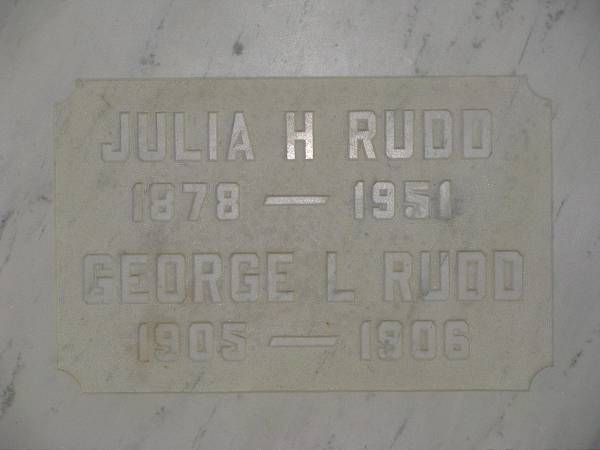 JULIA H RUDD
1878 — 1951
GEORGE L RUDD
1905 — 1906